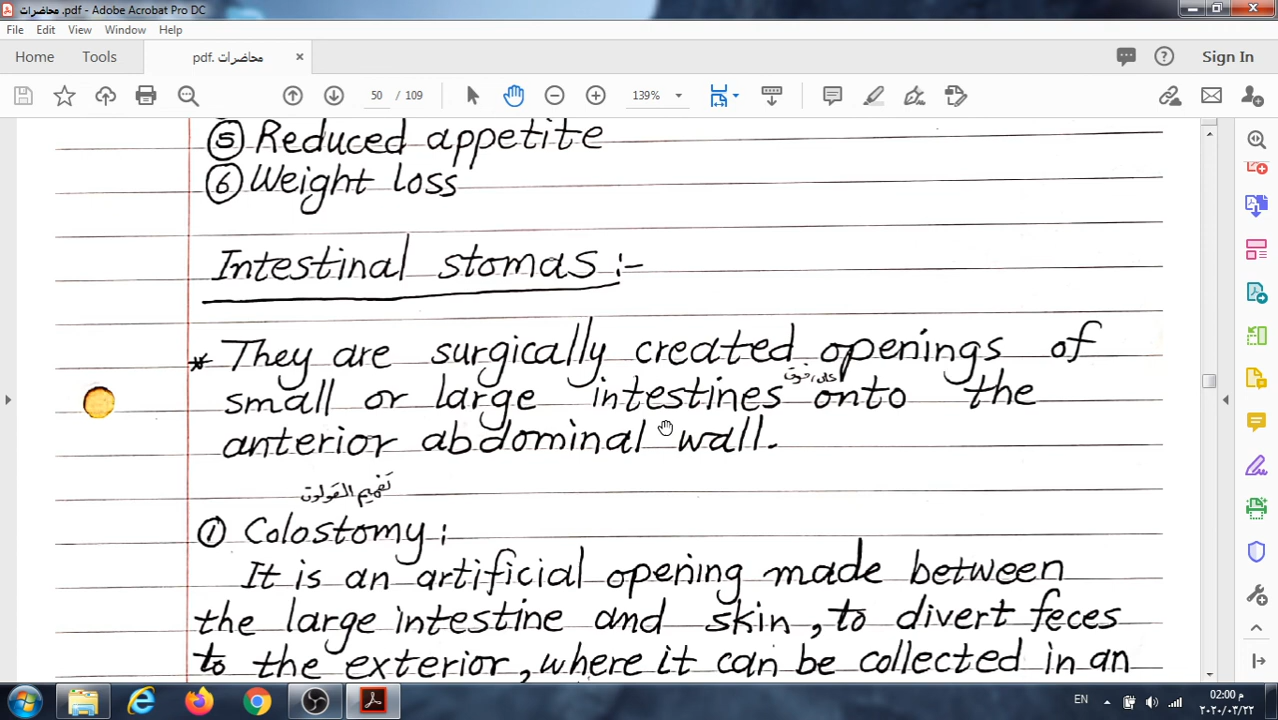 محاضرات .pdf - Adobe Acrobat Pro DC
File Edit View Window Help
Home Tools محاضرات .pdf × Sign In
50 / 109 139%
⑤ Reduced appetite
⑥ Weight loss
Intestinal stomas :-
* They are surgically created openings of
small or large intestines onto the
anterior abdominal wall.
تفميم القولون
① Colostomy :
It is an artificial opening made between
the large intestine and skin, to divert feces
to the exterior, where it can be collected in an
EN م 02:00
٢٠٢٠/٠٣/٢٢